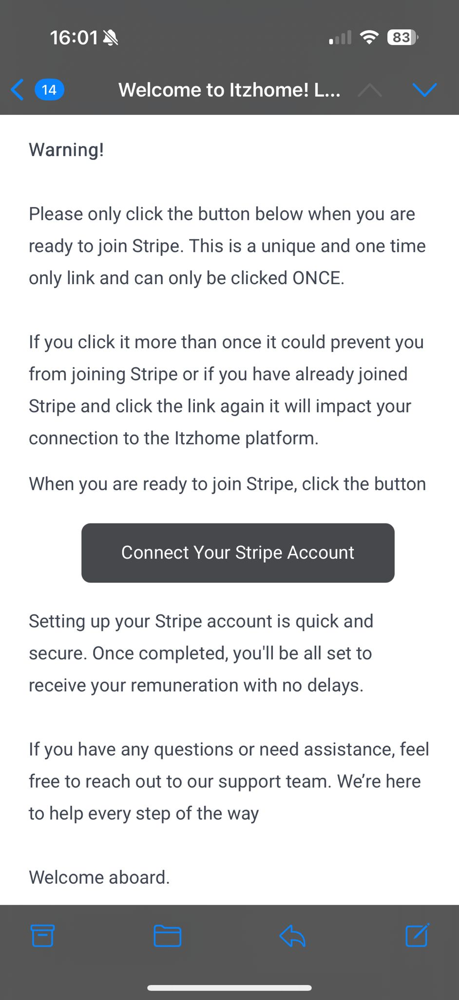 16:01
83
14
Welcome to Itzhome! L...
Warning!
Please only click the button below when you are
ready to join Stripe. This is a unique and one time
only link and can only be clicked ONCE.
If you click it more than once it could prevent you
from joining Stripe or if you have already joined
Stripe and click the link again it will impact your
connection to the Itzhome platform.
When you are ready to join Stripe, click the button
Connect Your Stripe Account
Setting up your Stripe account is quick and
secure. Once completed, you'll be all set to
receive your remuneration with no delays.
If you have any questions or need assistance, feel
free to reach out to our support team. We’re here
to help every step of the way
Welcome aboard.